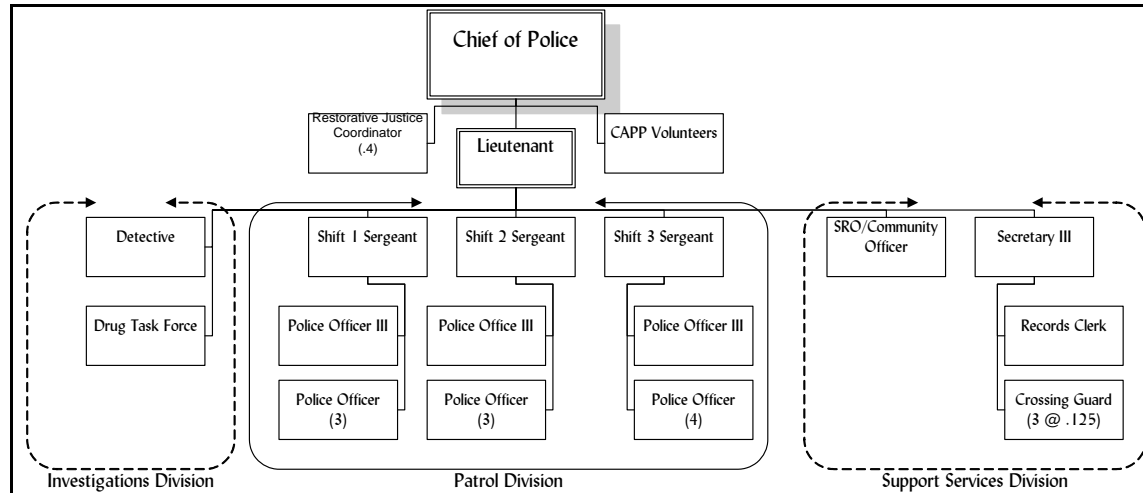 Chief of Police
Restorative Justice
Coordinator
(.4)
CAPP Volunteers
Lieutenant
Detective
Shift 1 Sergeant
Shift 2 Sergeant
Shift 3 Sergeant
SRO/Community
Officer
Secretary III
Drug Task Force
Police Officer III
Police Office III
Police Officer III
Records Clerk
Police Officer
(3)
Police Officer
(3)
Police Officer
(4)
Crossing Guard
(3 @ .125)
Investigations Division
Patrol Division
Support Services Division